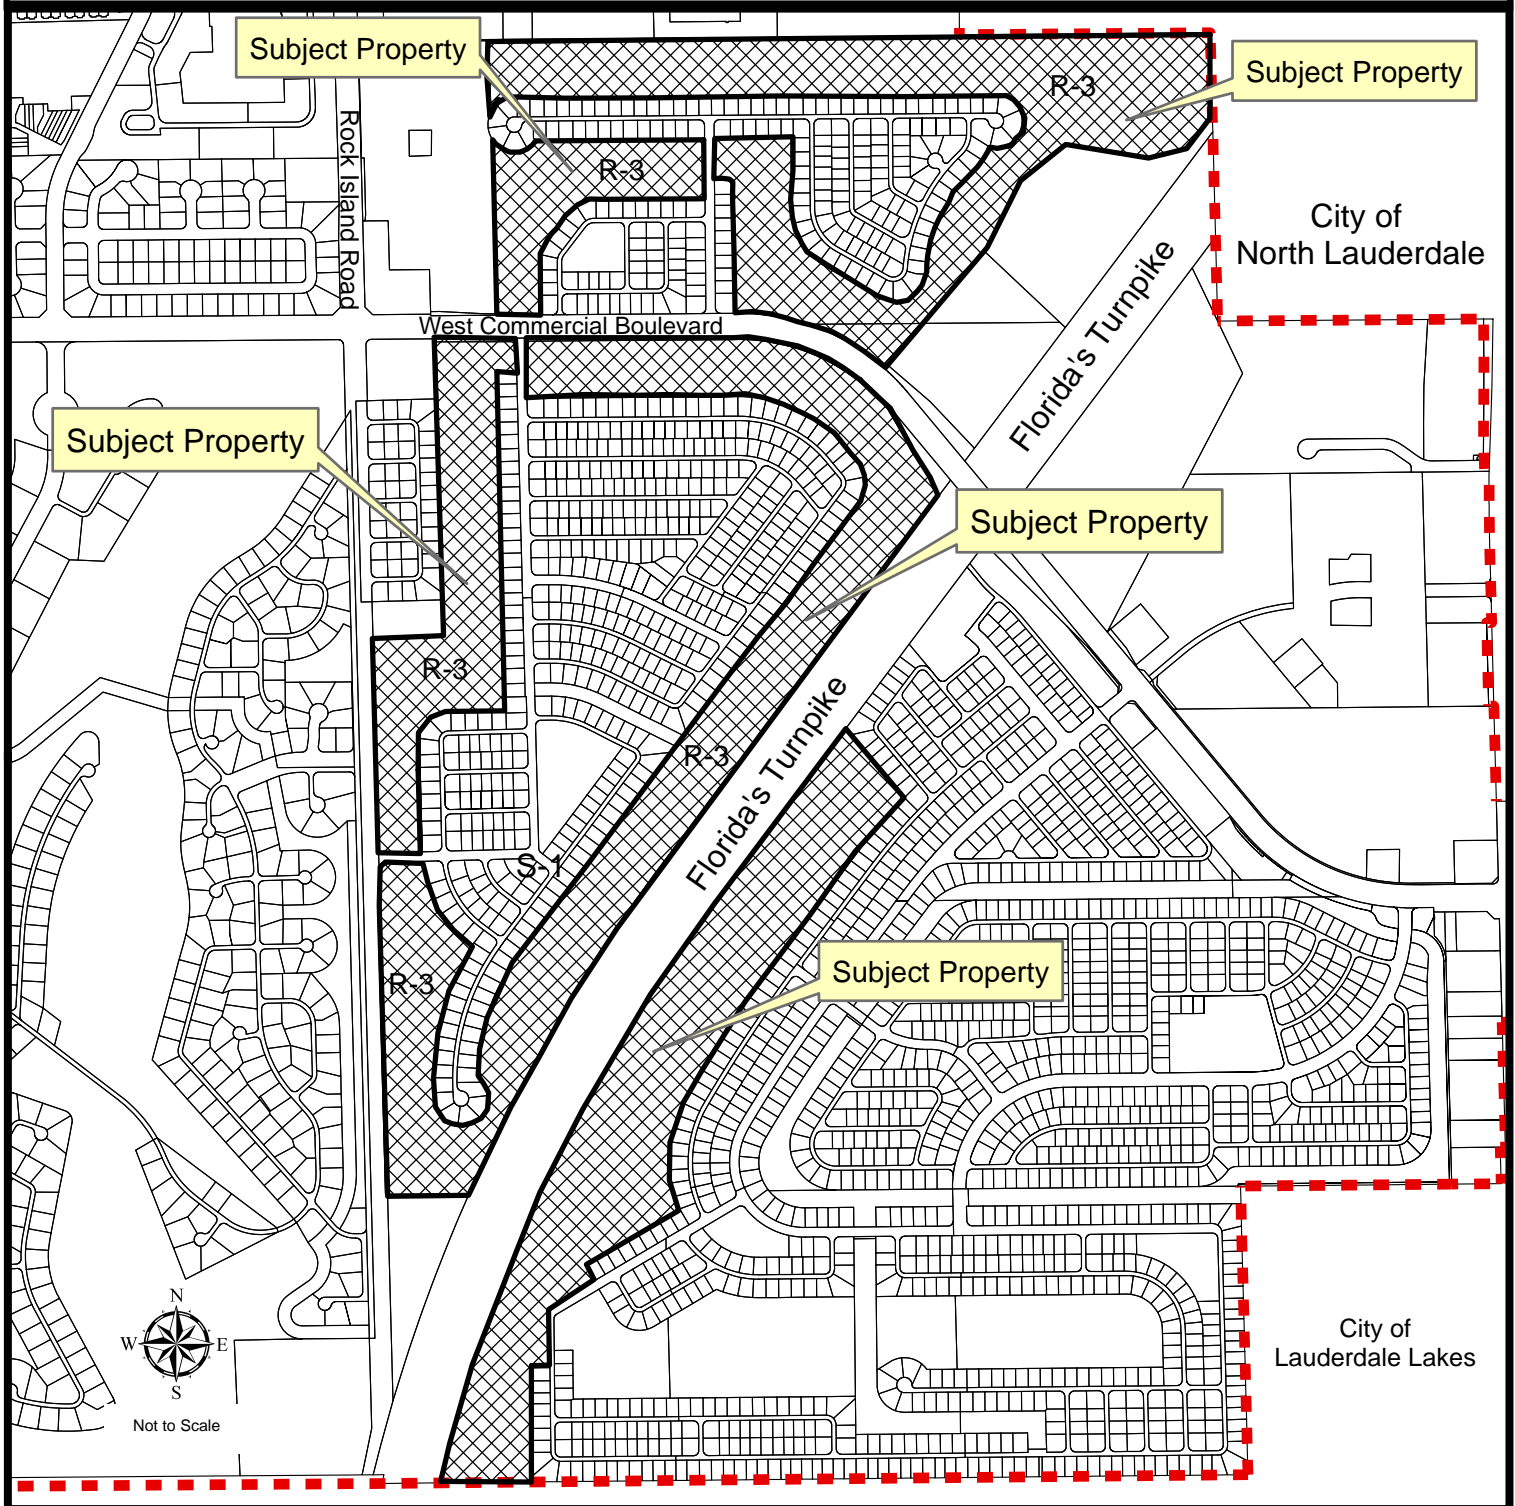 Subject Property
Subject Property
R-3
R-3
Rock Island Road
City of
North Lauderdale
West Commercial Boulevard
Florida's Turnpike
Subject Property
Subject Property
R-3
R-3
Florida's Turnpike
S-1
Subject Property
R-3
N
W
E
S
Not to Scale
City of
Lauderdale Lakes